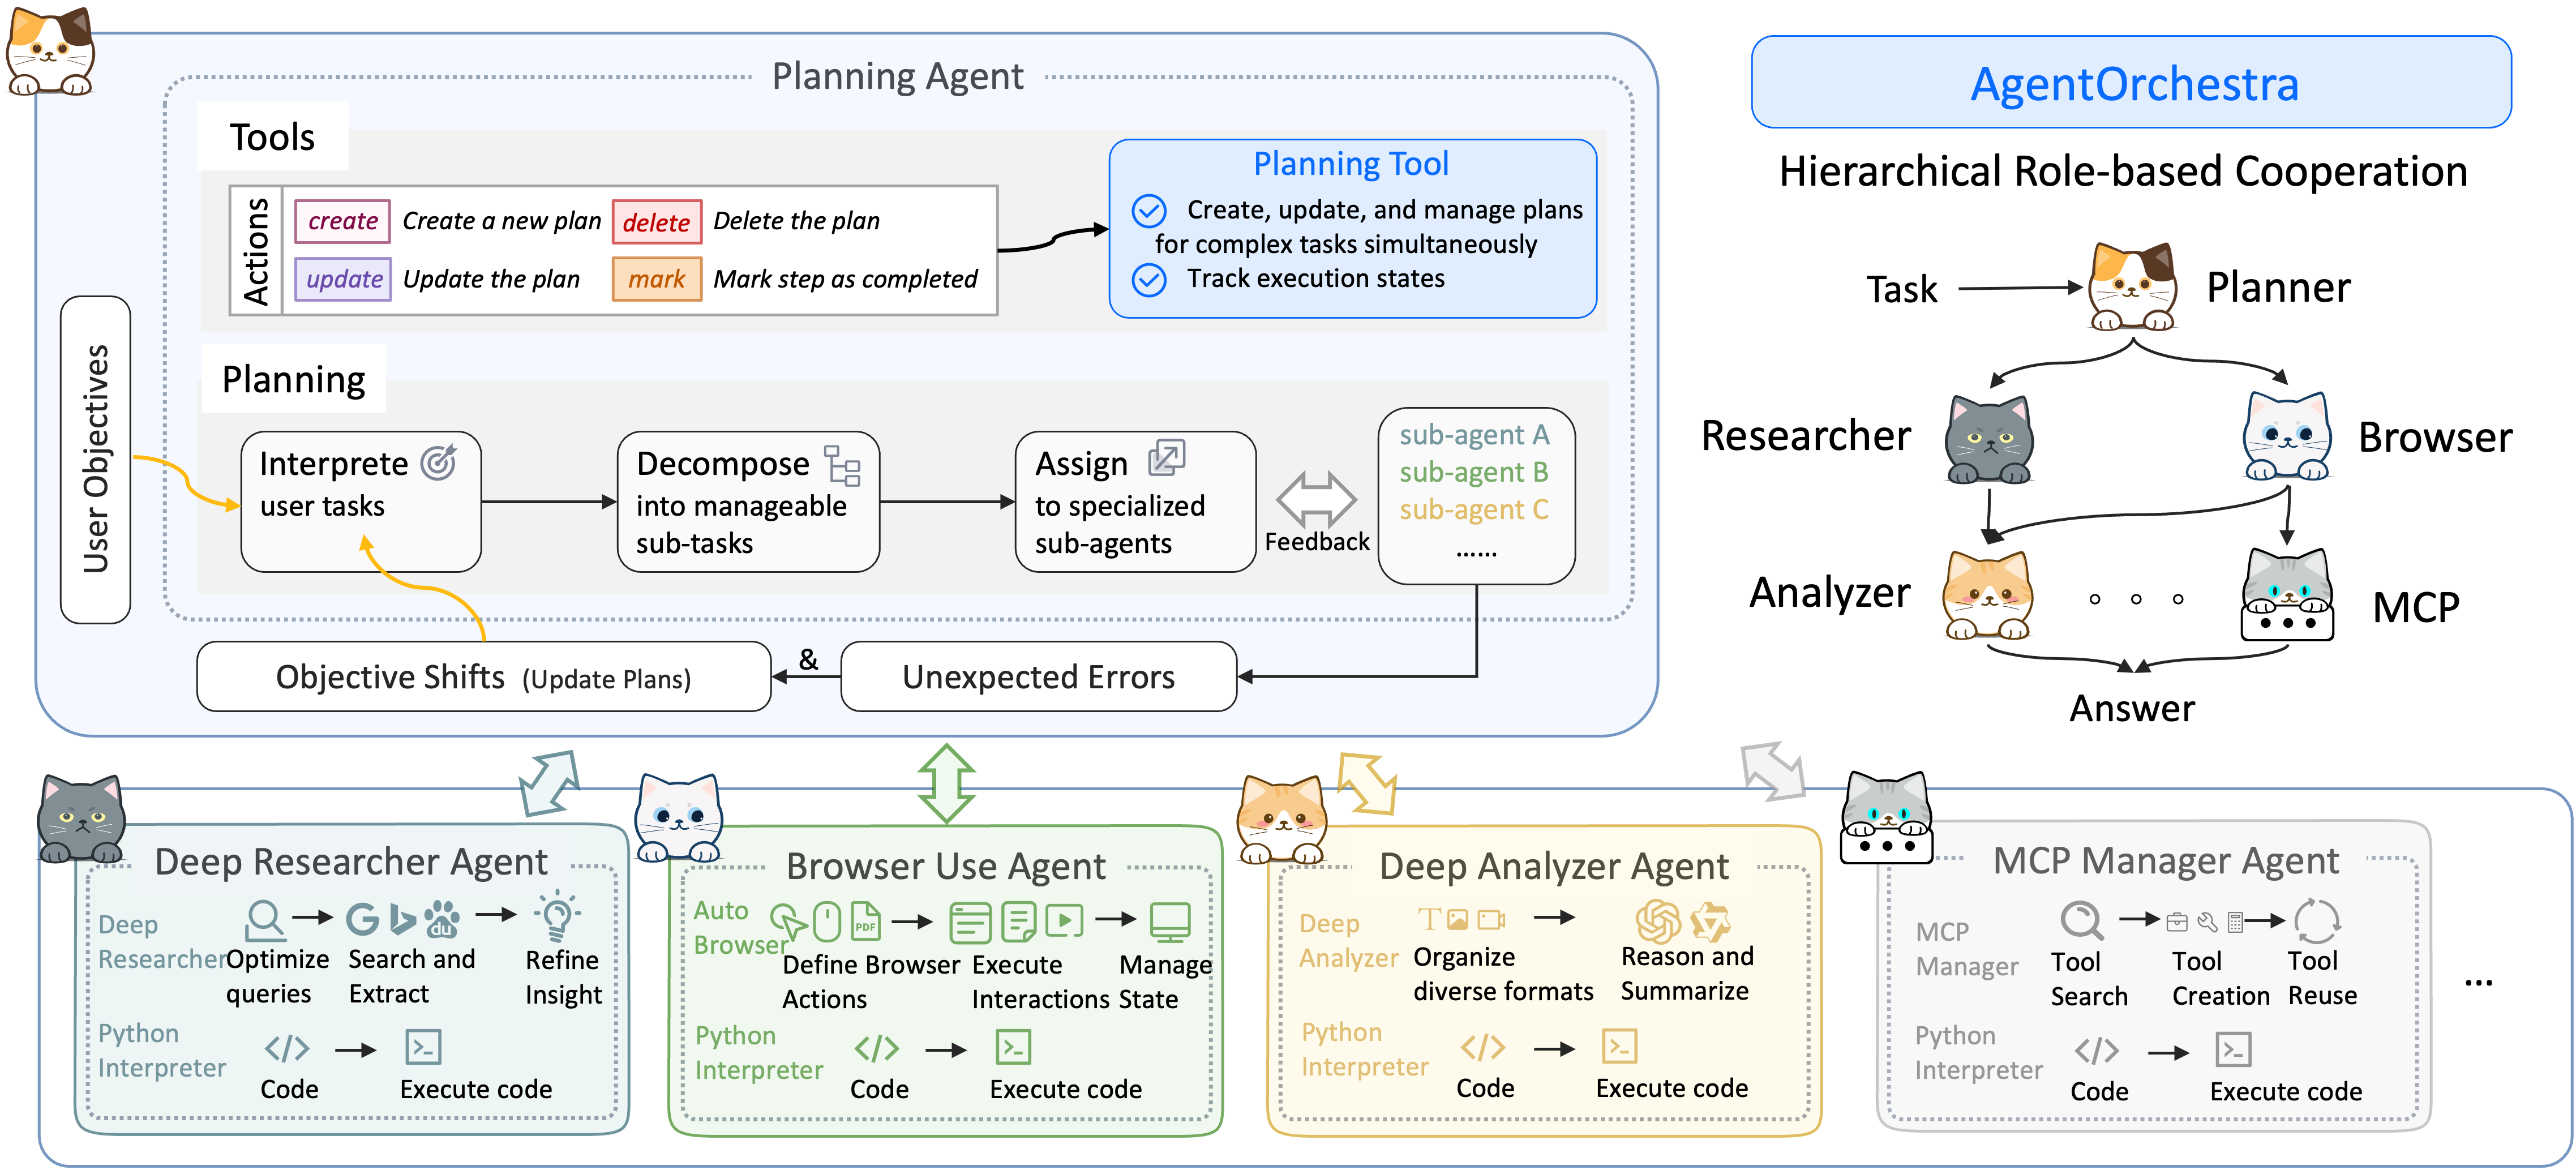 Planning Agent
Tools
Actions
create Create a new plan delete Delete the plan
update Update the plan mark Mark step as completed
Planning Tool
Create, update, and manage plans
for complex tasks simultaneously
Track execution states
User Objectives
Planning
Interprete
user tasks
Decompose
into manageable
sub-tasks
Assign
to specialized
sub-agents
Feedback
sub-agent A
sub-agent B
sub-agent C
......
Objective Shifts (Update Plans)
&
Unexpected Errors
AgentOrchestra
Hierarchical Role-based Cooperation
Task
Planner
Researcher
Browser
Analyzer
MCP
Answer
Deep Researcher Agent
Deep
Researcher
G
du
Optimize
queries
Search and
Extract
Refine
Insight
Python
Interpreter
</>
Code
>_
Execute code
Browser Use Agent
Auto
Browser
PDF
Define Browser
Actions
Execute
Interactions
Manage
State
Python
Interpreter
</>
Code
>_
Execute code
Deep Analyzer Agent
Deep
Analyzer
T
Organize
diverse formats
Reason and
Summarize
Python
Interpreter
</>
Code
>_
Execute code
MCP Manager Agent
MCP
Manager
Tool
Search
Tool
Creation
Tool
Reuse
Python
Interpreter
</>
Code
>_
Execute code
...